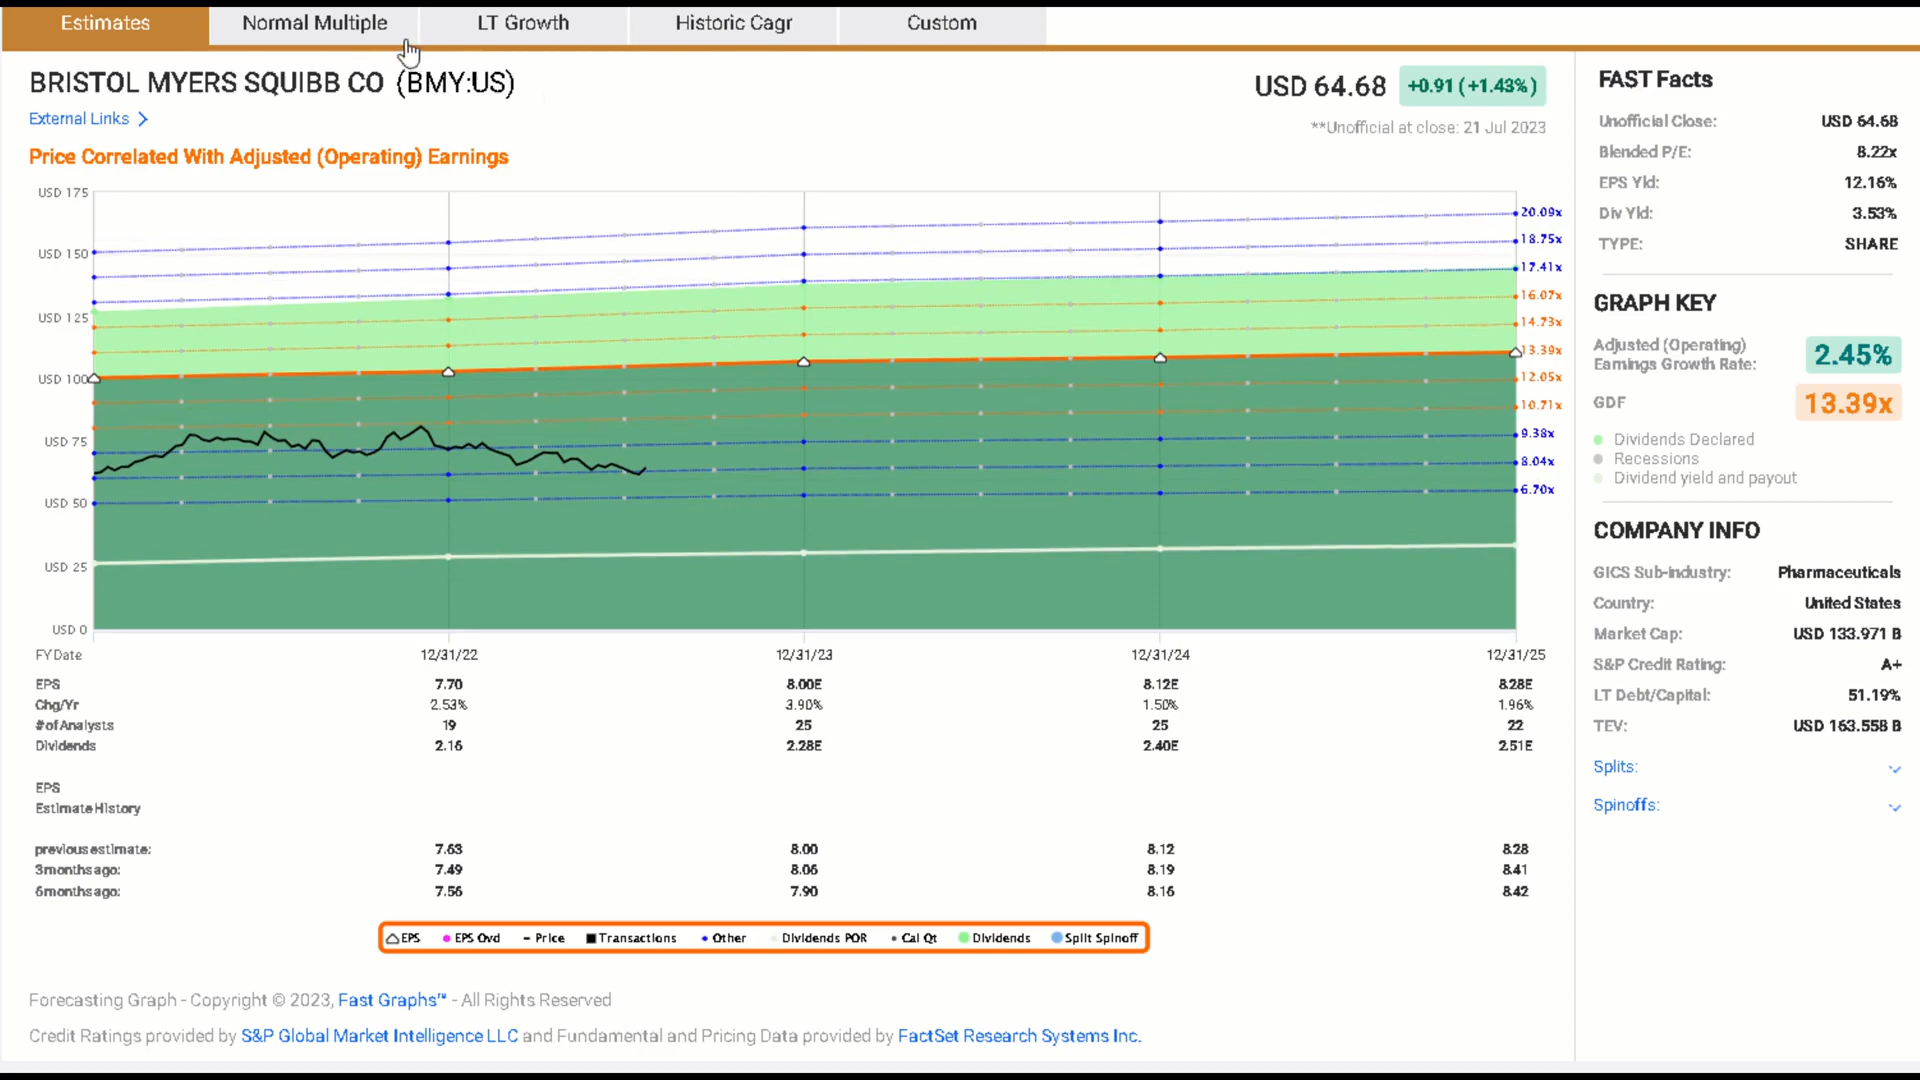 Estimates Normal Multiple LT Growth Historic Cagr Custom
BRISTOL MYERS SQUIBB CO (BMY:US)
USD 64.68 +0.91 (+1.43%)
External Links
**Unofficial at close: 21 Jul 2023
Price Correlated With Adjusted (Operating) Earnings
USD 175
USD 150
USD 125
USD 100
USD 75
USD 50
USD 25
USD 0
20.09x
18.75x
17.41x
16.07x
14.73x
13.39x
12.05x
10.71x
9.38x
8.04x
6.70x
FY Date 12/31/22 12/31/23 12/31/24 12/31/25
EPS 7.70 8.00E 8.12E 8.28E
Chg/Yr 2.53% 3.90% 1.50% 1.96%
# of Analysts 19 25 25 22
Dividends 2.16 2.28E 2.40E 2.51E
EPS
Estimate History
previous estimate: 7.63 8.00 8.12 8.28
3 months ago: 7.49 8.06 8.19 8.41
6 months ago: 7.56 7.90 8.16 8.42
EPS EPS Ovd Price Transactions Other Dividends POR Cal Qt Dividends Split Spinoff
Forecasting Graph - Copyright © 2023, Fast Graphs™ - All Rights Reserved
Credit Ratings provided by S&P Global Market Intelligence LLC and Fundamental and Pricing Data provided by FactSet Research Systems Inc.
FAST Facts
Unofficial Close: USD 64.68
Blended P/E: 8.22x
EPS Yld: 12.16%
Div Yld: 3.53%
TYPE: SHARE
GRAPH KEY
Adjusted (Operating)
Earnings Growth Rate: 2.45%
GDF 13.39x
Dividends Declared
Recessions
Dividend yield and payout
COMPANY INFO
GICS Sub-industry: Pharmaceuticals
Country: United States
Market Cap: USD 133.971 B
S&P Credit Rating: A+
LT Debt/Capital: 51.19%
TEV: USD 163.558 B
Splits:
Spinoffs: